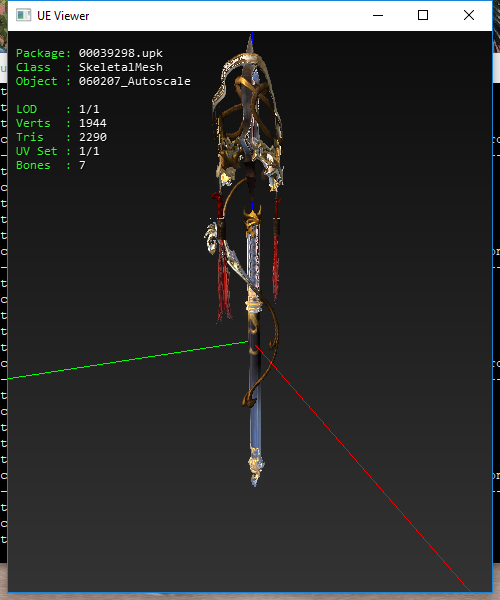 UE Viewer
Package: 00039298.upk
Class  : SkeletalMesh
Object : 060207_Autoscale
LOD    : 1/1
Verts  : 1944
Tris   : 2290
UV Set : 1/1
Bones  : 7